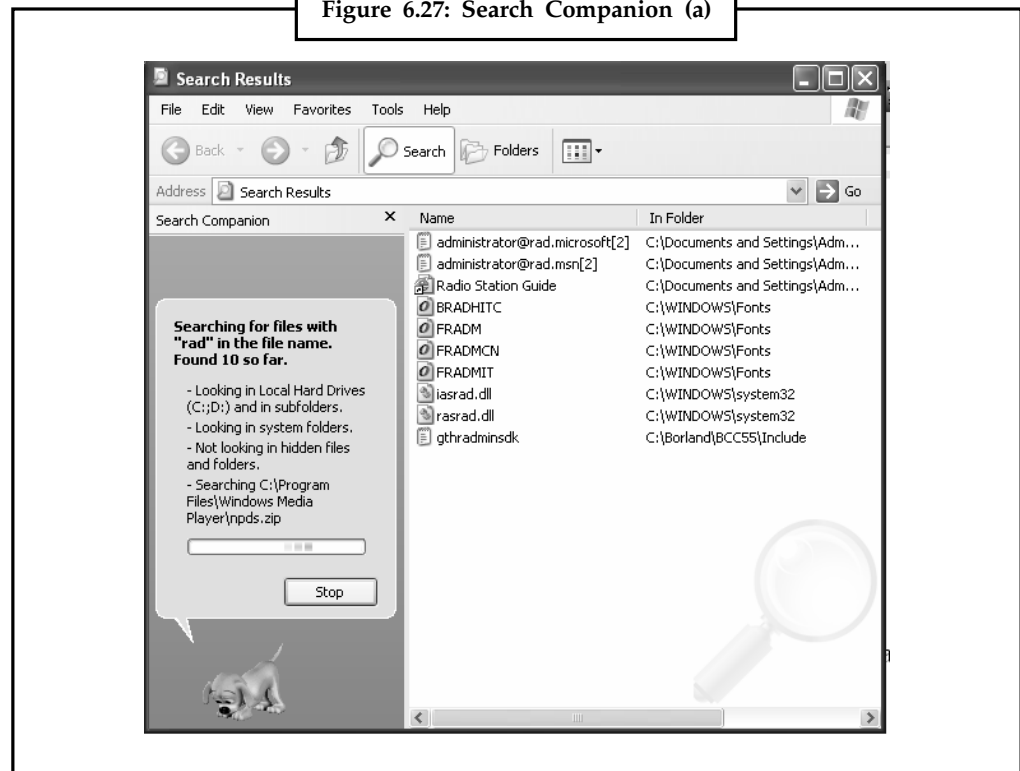 Figure 6.27: Search Companion (a)
Search Results
File Edit View Favorites Tools Help
Back Search Folders
Address Search Results Go
Search Companion
Searching for files with
"rad" in the file name.
Found 10 so far.
- Looking in Local Hard Drives
(C:;D:) and in subfolders.
- Looking in system folders.
- Not looking in hidden files
and folders.
- Searching C:\Program
Files\Windows Media
Player\npds.zip
Stop
Name In Folder
administrator@rad.microsoft[2] C:\Documents and Settings\Adm...
administrator@rad.msn[2] C:\Documents and Settings\Adm...
Radio Station Guide C:\Documents and Settings\Adm...
BRADHITC C:\WINDOWS\Fonts
FRADM C:\WINDOWS\Fonts
FRADMCN C:\WINDOWS\Fonts
FRADMIT C:\WINDOWS\Fonts
iasrad.dll C:\WINDOWS\system32
rasrad.dll C:\WINDOWS\system32
gthradminsdk C:\Borland\BCC55\Include